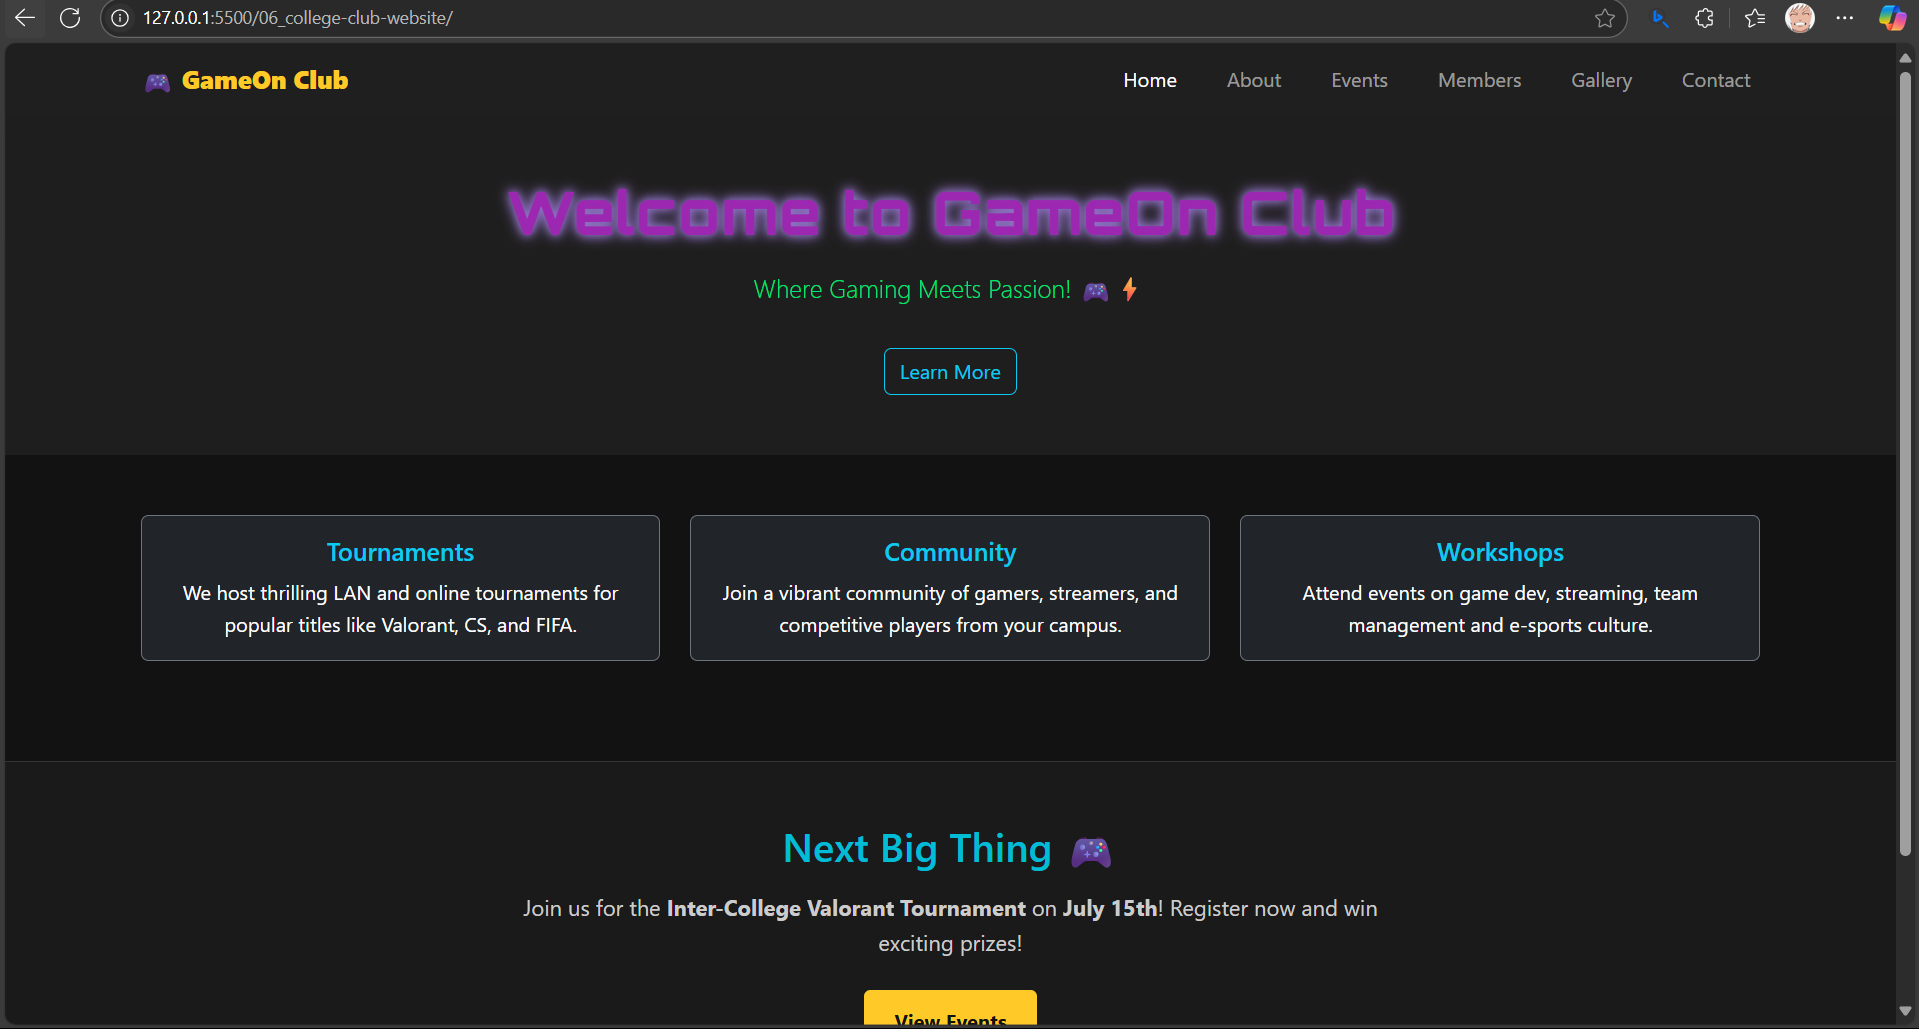 127.0.0.1:5500/06_college-club-website/
🎮 GameOn Club
Home About Events Members Gallery Contact
Welcome to GameOn Club
Where Gaming Meets Passion! 🎮⚡
Learn More
Tournaments
We host thrilling LAN and online tournaments for
popular titles like Valorant, CS, and FIFA.
Community
Join a vibrant community of gamers, streamers, and
competitive players from your campus.
Workshops
Attend events on game dev, streaming, team
management and e-sports culture.
Next Big Thing 🎮
Join us for the Inter-College Valorant Tournament on July 15th! Register now and win
exciting prizes!
View Events